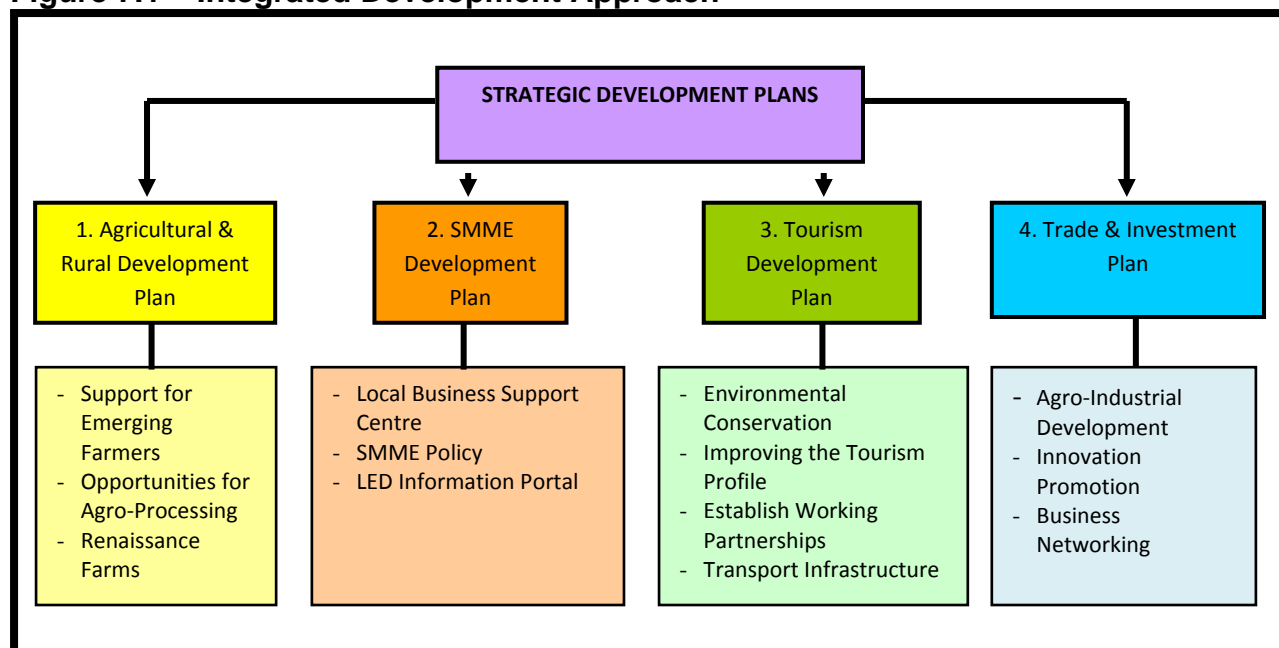 Integrated Development Approach
STRATEGIC DEVELOPMENT PLANS
1. Agricultural &
Rural Development
Plan
2. SMME
Development
Plan
3. Tourism
Development
Plan
4. Trade & Investment
Plan
- Support for
Emerging
Farmers
- Opportunities for
Agro-Processing
- Renaissance
Farms
- Local Business Support
Centre
- SMME Policy
- LED Information Portal
- Environmental
Conservation
- Improving the Tourism
Profile
- Establish Working
Partnerships
- Transport Infrastructure
- Agro-Industrial
Development
- Innovation
Promotion
- Business
Networking